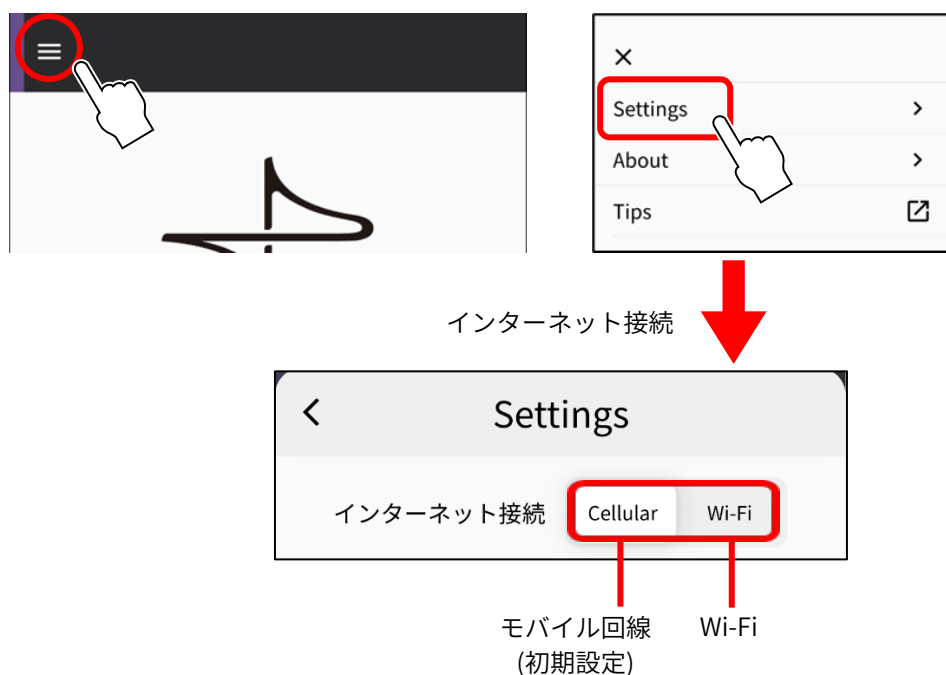 Settings
About
Tips
インターネット接続
Settings
インターネット接続
Cellular
Wi-Fi
モバイル回線
(初期設定)
Wi-Fi